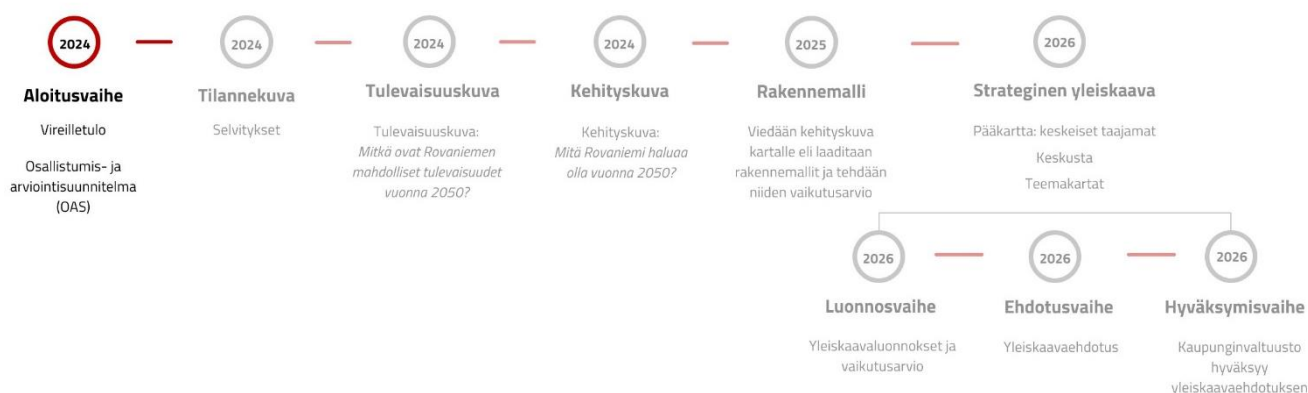 2024
Aloitusvaihe
Vireilletulo
Osallistumis- ja
arviointisuunnitelma
(OAS)
2024
Tilannekuva
Selvitykset
2024
Tulevaisuuskuva
Tulevaisuuskuva:
Mitkä ovat Rovaniemen
mahdolliset tulevaisuudet
vuonna 2050?
2024
Kehityskuva
Kehityskuva:
Mitä Rovaniemi haluaa
olla vuonna 2050?
2025
Rakennemalli
Viedään kehityskuva
kartalle eli laaditaan
rakennemallit ja tehdään
niiden vaikutusarvio
2026
Strateginen yleiskaava
Pääkartta: keskeiset taajamat
Keskusta
Teemakartat
2026
Luonnosvaihe
Yleiskaavaluonnokset ja
vaikutusarvio
2026
Ehdotusvaihe
Yleiskaavaehdotus
2026
Hyväksymisvaihe
Kaupunginvaltuusto
hyväksyy
yleiskaavaehdotuksen